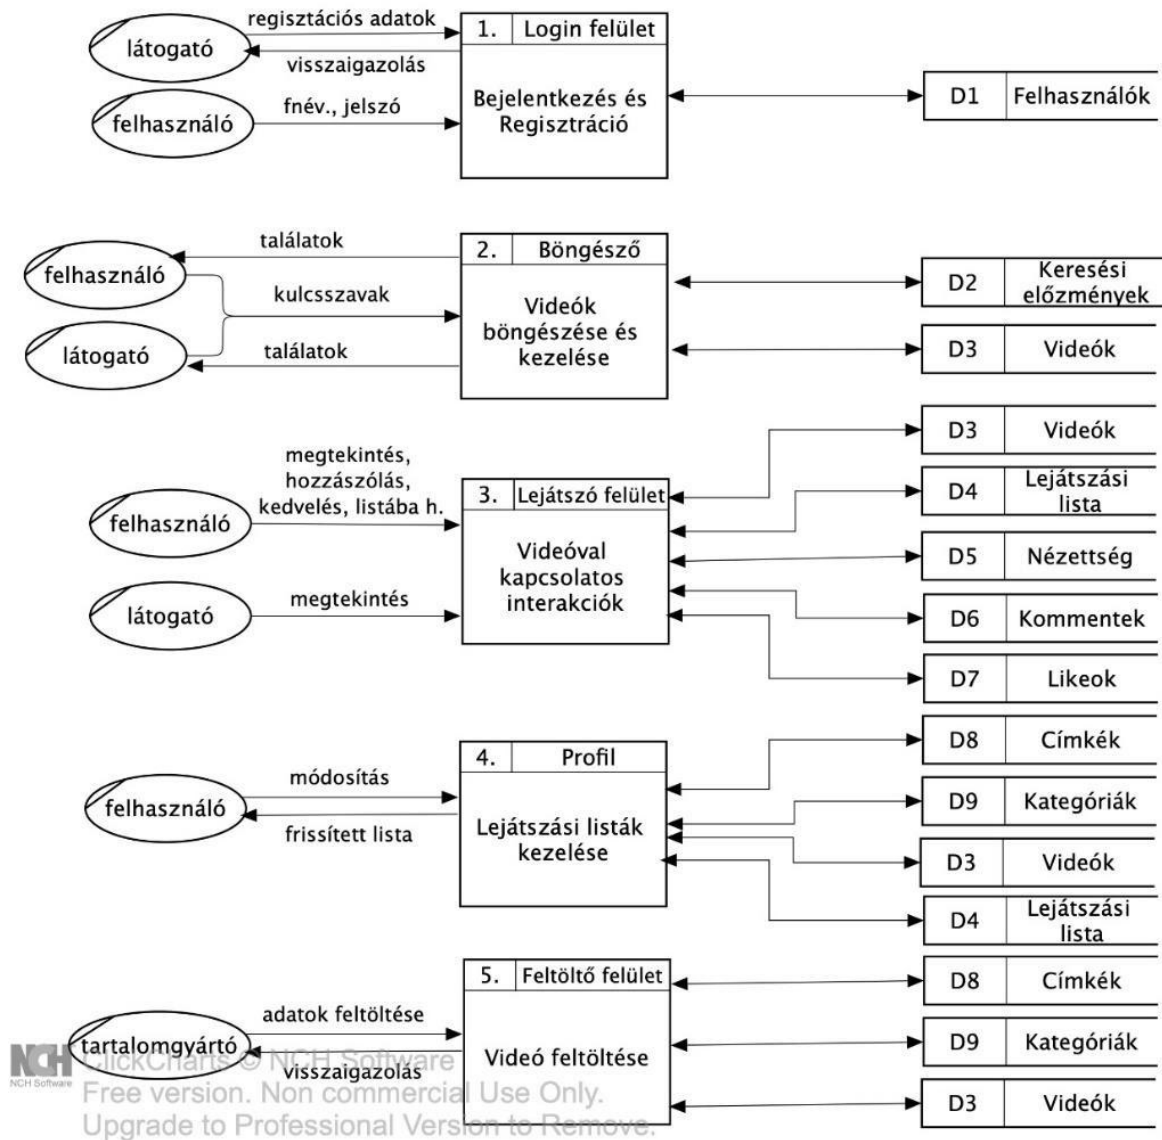 regisztációs adatok
látogató
visszaigazolás
1. Login felület
Bejelentkezés és
Regisztráció
fnév., jelszó
felhasználó
D1 Felhasználók
találatok
felhasználó
kulcsszavak
látogató
találatok
2. Böngésző
Videók
böngészése és
kezelése
D2 Keresési
előzmények
D3 Videók
megtekintés,
hozzászólás,
kedvelés, listába h.
felhasználó
látogató
megtekintés
3. Lejátszó felület
Videóval
kapcsolatos
interakciók
D3 Videók
D4 Lejátszási
lista
D5 Nézettség
D6 Kommentek
D7 Likeok
módosítás
felhasználó
frissített lista
4. Profil
Lejátszási listák
kezelése
D8 Címkék
D9 Kategóriák
D3 Videók
D4 Lejátszási
lista
adatok feltöltése
tartalomgyártó
visszaigazolás
5. Feltöltő felület
Videó feltöltése
D8 Címkék
D9 Kategóriák
D3 Videók
NCH
NCH Software
ClickCharts © NCH Software
Free version. Non commercial Use Only.
Upgrade to Professional Version to Remove.